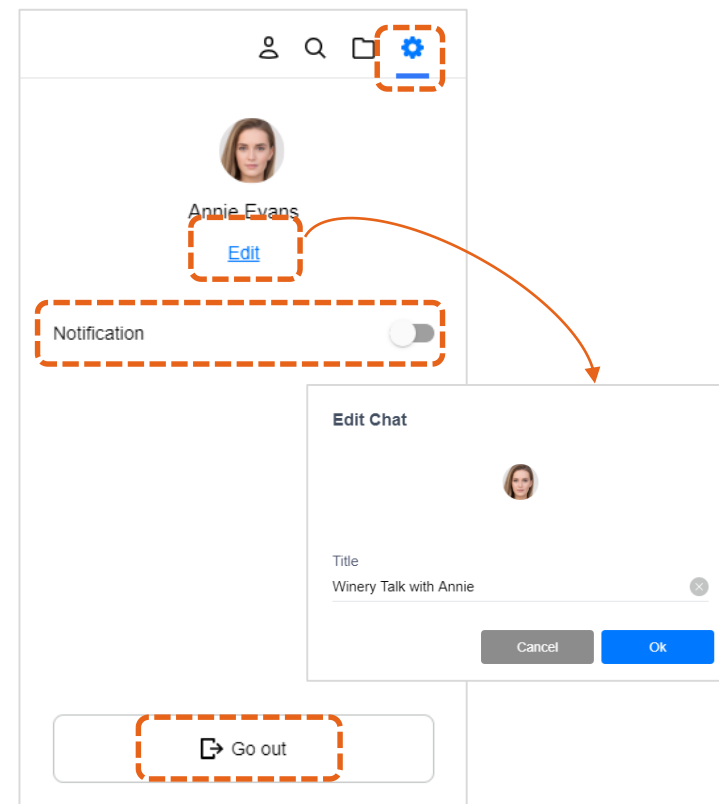 Annie Evans
Edit
Notification
Edit Chat
Title
Winery Talk with Annie
Cancel
Ok
Go out